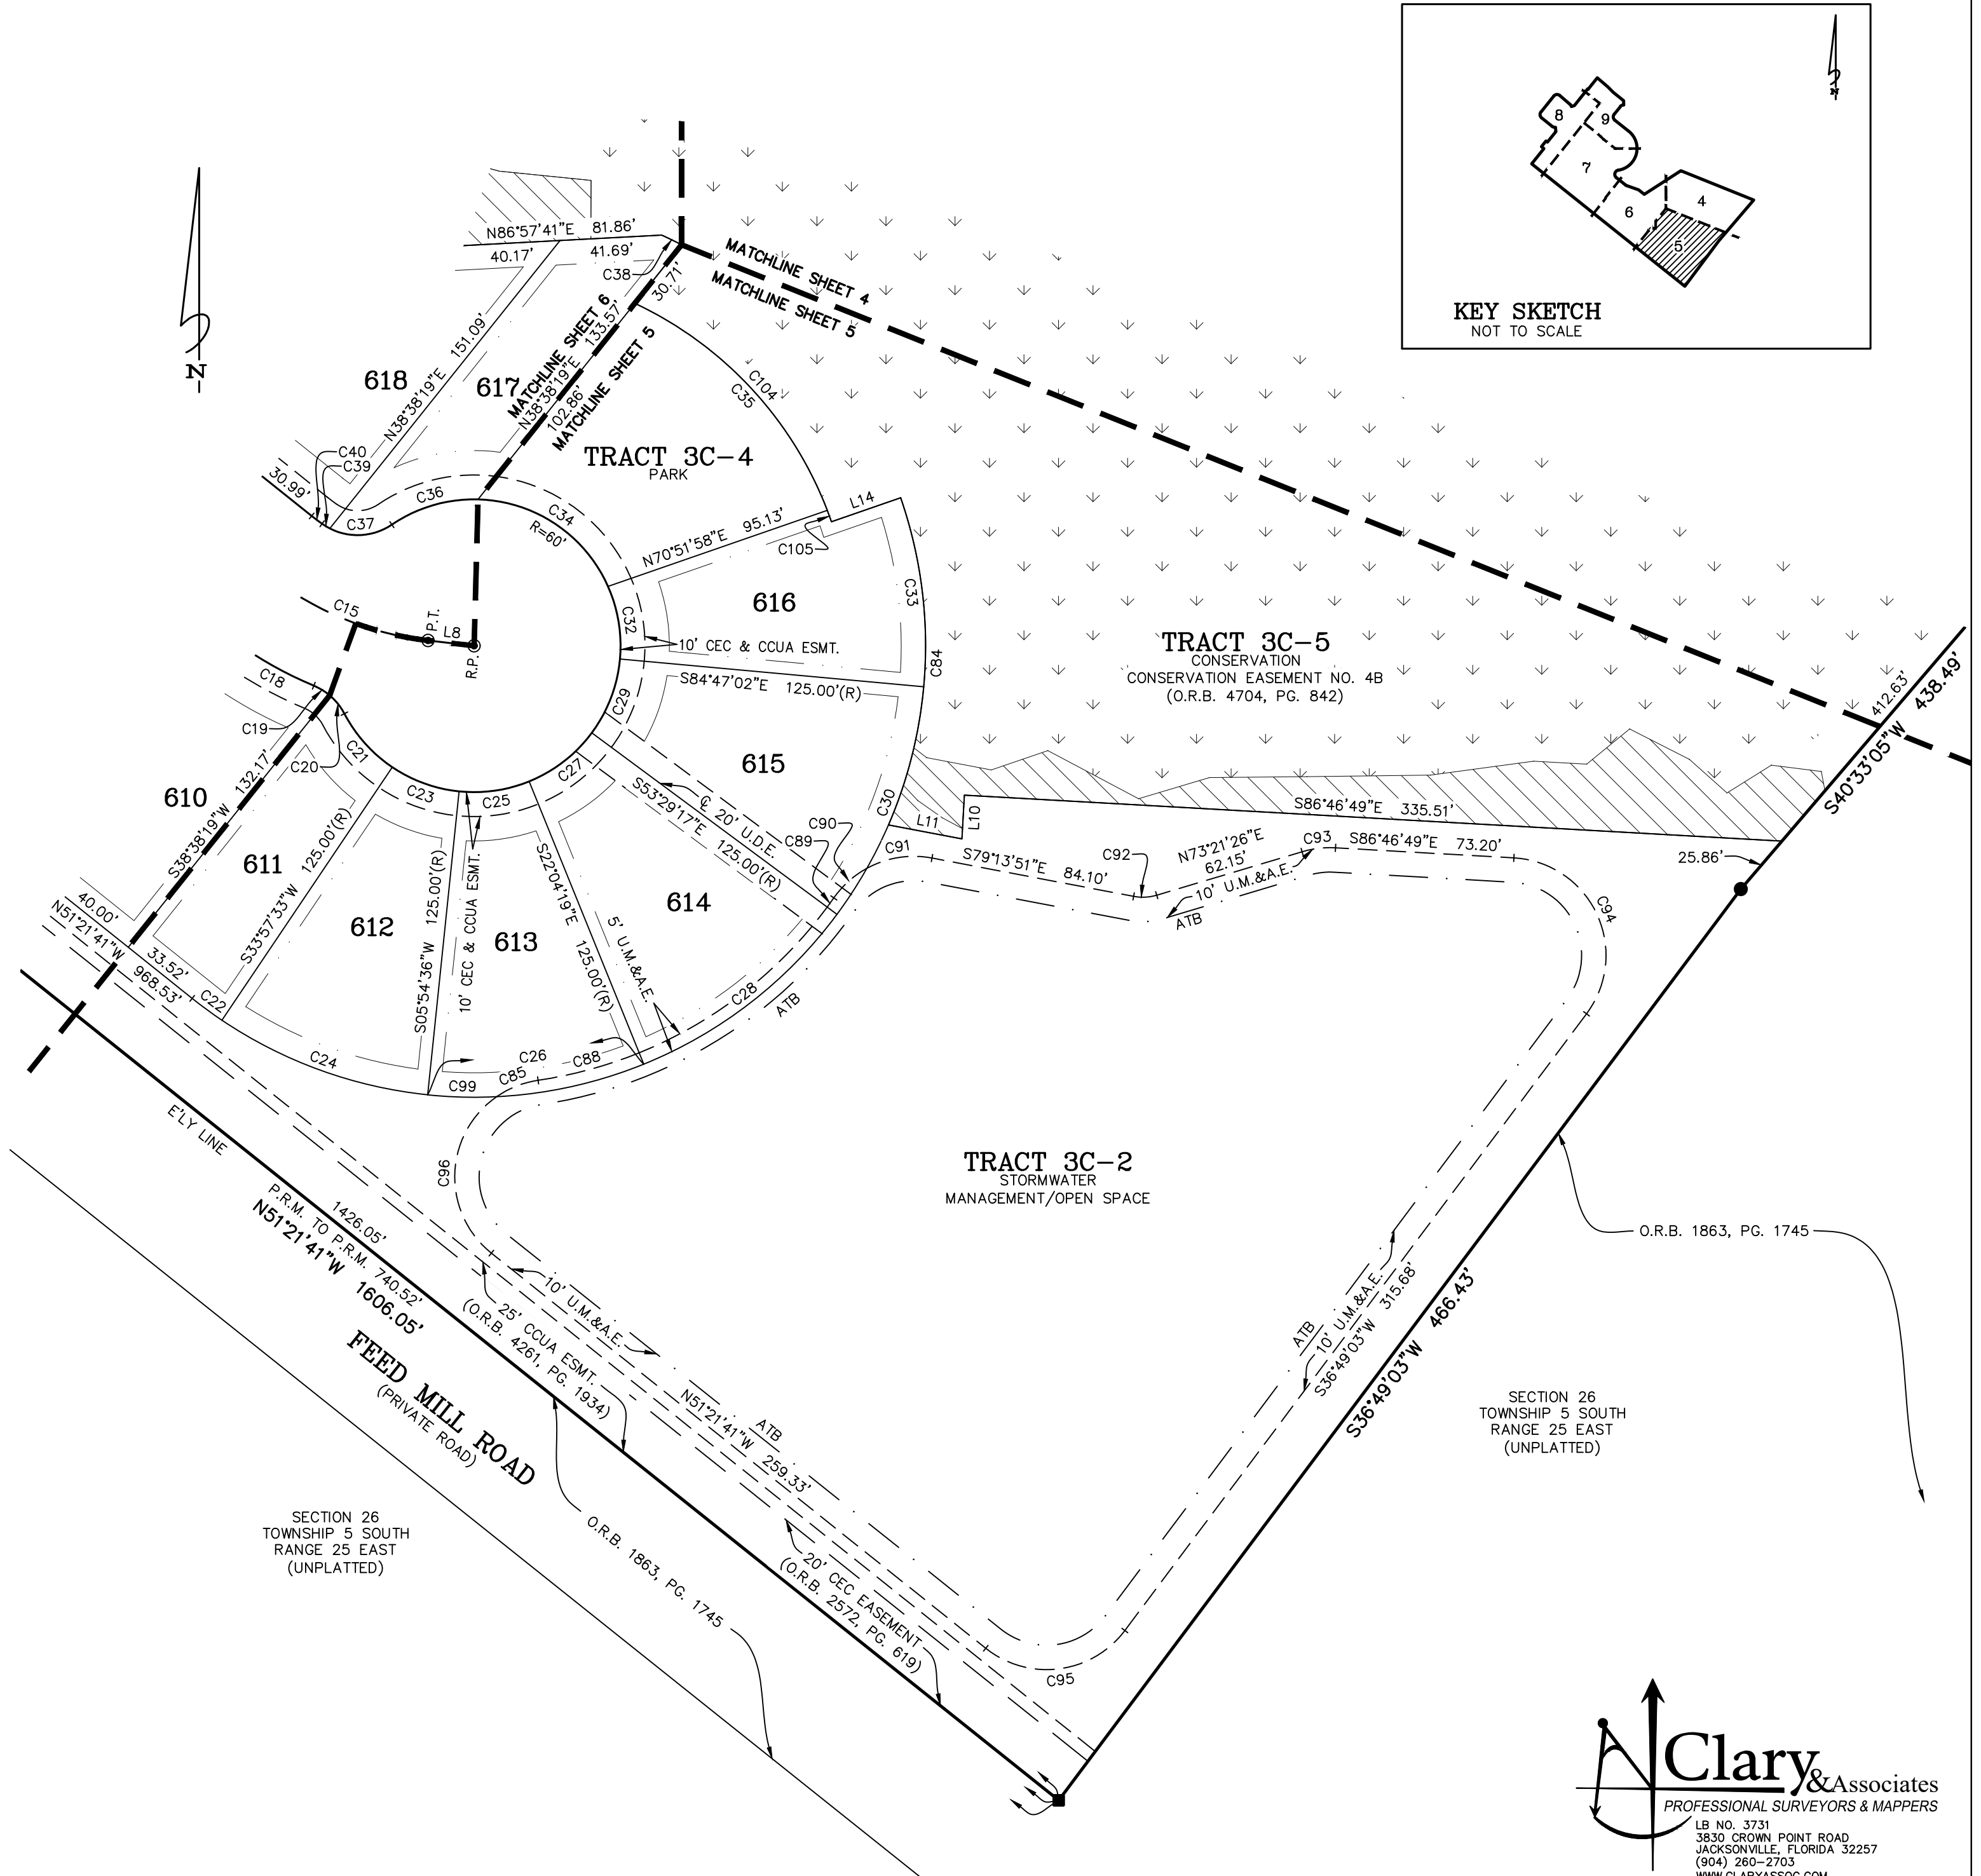 8
9
7
6
4
5
KEY SKETCH
NOT TO SCALE
N
N86°57'41"E 81.86'
40.17'
41.69'
C38
30.71'
MATCHLINE SHEET 4
MATCHLINE SHEET 5
MATCHLINE SHEET 6
N38°38'19"E 133.57'
102.86'
MATCHLINE SHEET 5
N38°38'19"E 151.09'
618
617
C104
C35
TRACT 3C-4
PARK
C40
C39
30.99'
C37
C36
C34
R=60'
N70°51'58"E 95.13'
L14
C105
616
C33
C32
10' CEC & CCUA ESMT.
C84
C15
P.T.
L8
R.P.
TRACT 3C-5
CONSERVATION
CONSERVATION EASEMENT NO. 4B
(O.R.B. 4704, PG. 842)
412.63'
S40°33'05"W 438.49'
C18
C19
C20
C21
C29
S84°47'02"E 125.00'(R)
615
610
S38°38'19"W 132.17'
C23
C25
C27
℄ 20' U.D.E.
S53°29'17"E 125.00'(R)
C90
C89
C30
L11
L10
S86°46'49"E 335.51'
C91
S79°13'51"E 84.10'
C92
N73°21'26"E
62.15'
10' U.M.&A.E.
ATB
C93
S86°46'49"E 73.20'
25.86'
C94
611
S33°57'33"W 125.00'(R)
612
S05°54'36"W 125.00'(R)
10' CEC & CCUA ESMT.
613
S22°04'19"E 125.00'(R)
5' U.M.&A.E.
614
40.00'
N51°21'41"W 968.53'
33.52'
C22
C24
C26
C88
C85
C99
C28
ATB
C96
E'LY LINE
TRACT 3C-2
STORMWATER
MANAGEMENT/OPEN SPACE
O.R.B. 1863, PG. 1745
1426.05'
P.R.M. TO P.R.M. 740.52'
N51°21'41"W 1606.05'
10' U.M.&A.E.
25' CCUA ESMT.
(O.R.B. 4261, PG. 1934)
FEED MILL ROAD
(PRIVATE ROAD)
ATB
N51°21'41"W 259.33'
ATB
10' U.M.&A.E.
S36°49'03"W 315.68'
S36°49'03"W 466.43'
SECTION 26
TOWNSHIP 5 SOUTH
RANGE 25 EAST
(UNPLATTED)
SECTION 26
TOWNSHIP 5 SOUTH
RANGE 25 EAST
(UNPLATTED)
O.R.B. 1863, PG. 1745
20' CEC EASEMENT
(O.R.B. 2572, PG. 619)
C95
Clary
&Associates
PROFESSIONAL SURVEYORS & MAPPERS
LB NO. 3731
3830 CROWN POINT ROAD
JACKSONVILLE, FLORIDA 32257
(904) 260-2703
WWW.CLARYASSOC.COM